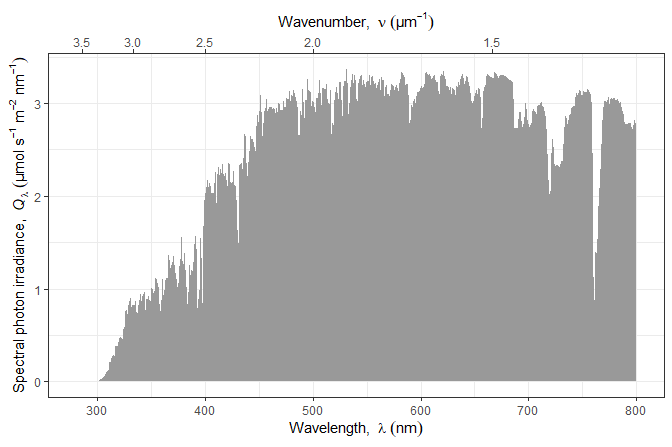 Wavenumber, ν (µm⁻¹)
3.5 3.0 2.5 2.0 1.5
Spectral photon irradiance, Qλ (µmol s⁻¹ m⁻² nm⁻¹)
3
2
1
0
300 400 500 600 700 800
Wavelength, λ (nm)